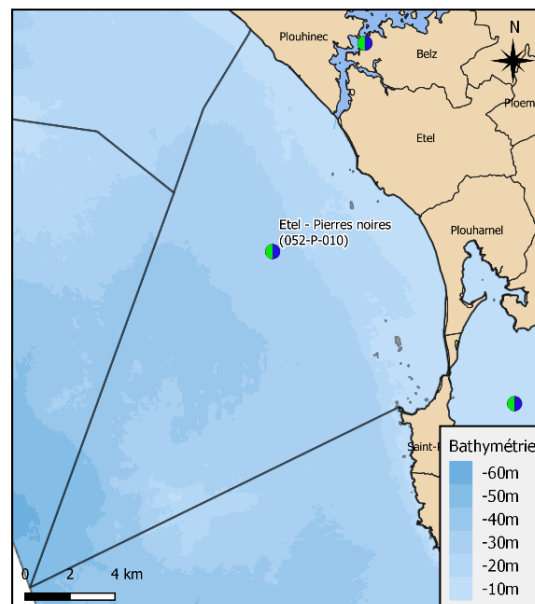 Plouhinec
N
Belz
Ploem
Etel
Etel - Pierres noires
(052-P-010)
Plouharnel
Saint-P
Bathymétrie
-60m
-50m
-40m
-30m
-20m
-10m
0 2 4 km